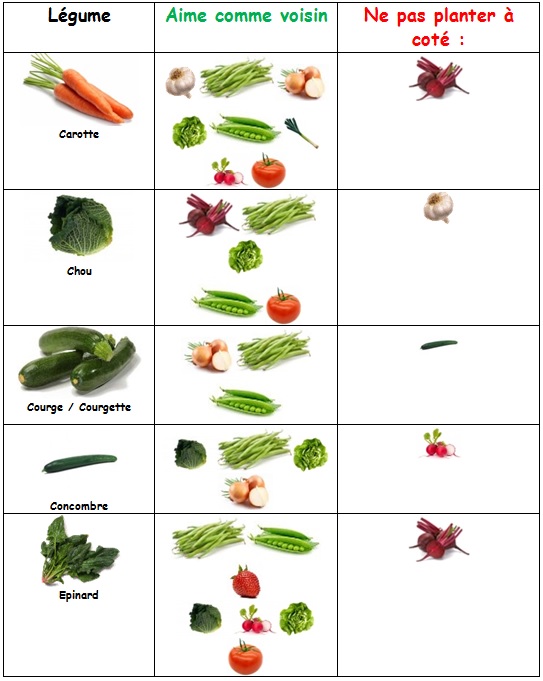 Légume
Aime comme voisin
Ne pas planter à
coté :
Carotte
Chou
Courge / Courgette
Concombre
Epinard